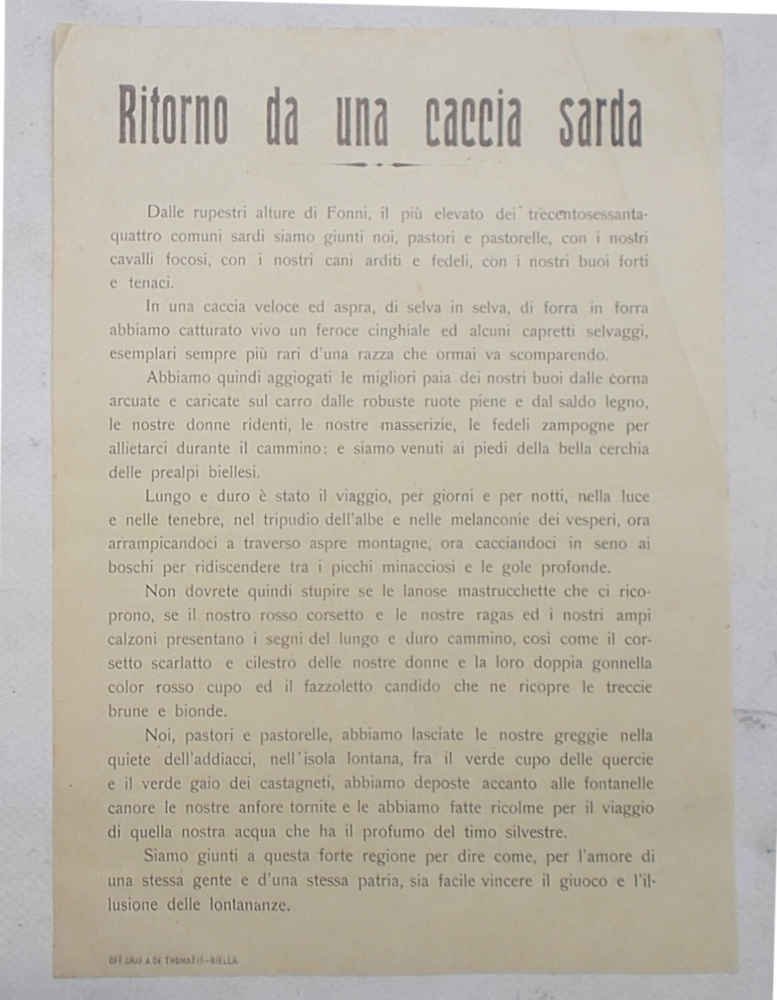 Ritorno da una caccia sarda
Dalle rupestri alture di Fonni, il più elevato dei trecentosessanta-
quattro comuni sardi siamo giunti noi, pastori e pastorelle, con i nostri
cavalli focosi, con i nostri cani arditi e fedeli, con i nostri buoi forti
e tenaci.
In una caccia veloce ed aspra, di selva in selva, di forra in forra
abbiamo catturato vivo un feroce cinghiale ed alcuni capretti selvaggi,
esemplari sempre più rari d'una razza che ormai va scomparendo.
Abbiamo quindi aggiogati le migliori paia dei nostri buoi dalle corna
arcuate e caricate sul carro dalle robuste ruote piene e dal saldo legno,
le nostre donne ridenti, le nostre masserizie, le fedeli zampogne per
allietarci durante il cammino; e siamo venuti ai piedi della bella cerchia
delle prealpi biellesi.
Lungo e duro è stato il viaggio, per giorni e per notti, nella luce
e nelle tenebre, nel tripudio dell'albe e nelle melanconie dei vesperi, ora
arrampicandoci a traverso aspre montagne, ora cacciandoci in seno ai
boschi per ridiscendere tra i picchi minacciosi e le gole profonde.
Non dovrete quindi stupire se le lanose mastrucchette che ci rico-
prono, se il nostro rosso corsetto e le nostre ragas ed i nostri ampi
calzoni presentano i segni del lungo e duro cammino, così come il cor-
setto scarlatto e cilestro delle nostre donne e la loro doppia gonnella
color rosso cupo ed il fazzoletto candido che ne ricopre le treccie
brune e bionde.
Noi, pastori e pastorelle, abbiamo lasciate le nostre greggie nella
quiete dell'addiacci, nell'isola lontana, fra il verde cupo delle quercie
e il verde gaio dei castagneti, abbiamo deposte accanto alle fontanelle
canore le nostre anfore tornite e le abbiamo fatte ricolme per il viaggio
di quella nostra acqua che ha il profumo del timo silvestre.
Siamo giunti a questa forte regione per dire come, per l'amore di
una stessa gente e d'una stessa patria, sia facile vincere il giuoco e l'il-
lusione delle lontananze.
OFF. GRAF. A. DE THOMATIS - BIELLA